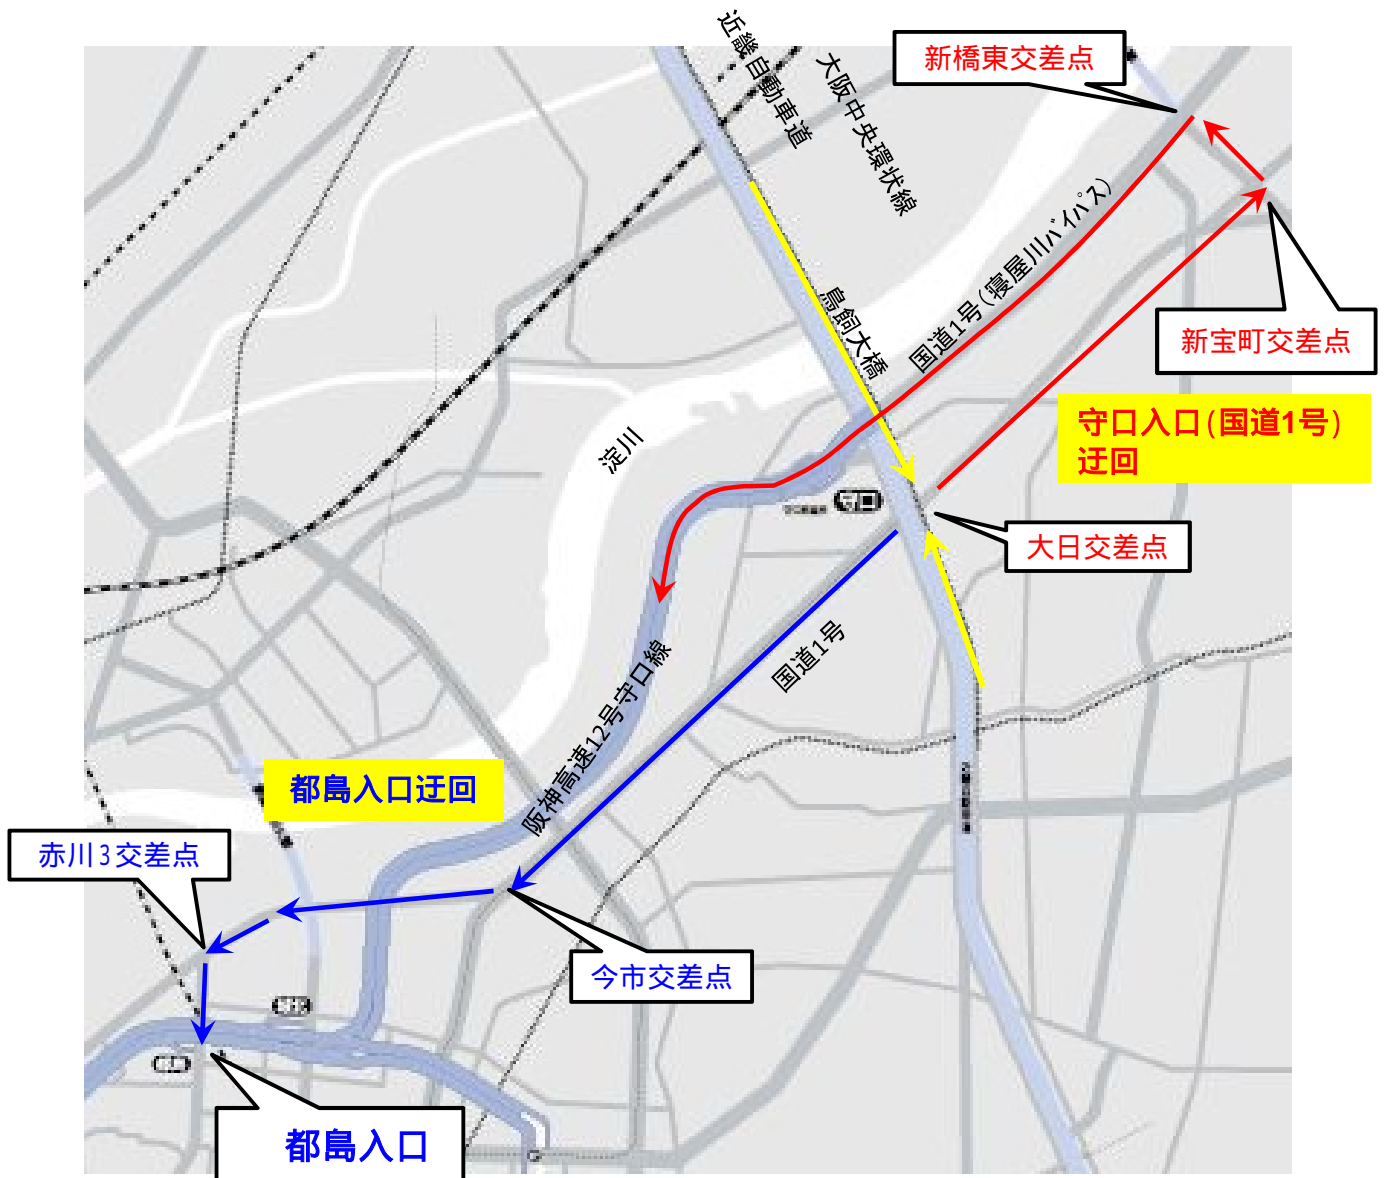 近畿自動車道
大阪中央環状線
新橋東交差点
鳥飼大橋
国道1号(寝屋川バイパス)
新宝町交差点
守口入口(国道1号)
迂回
淀川
守口
大日交差点
国道1号
阪神高速12号守口線
都島入口迂回
赤川3交差点
今市交差点
都島入口